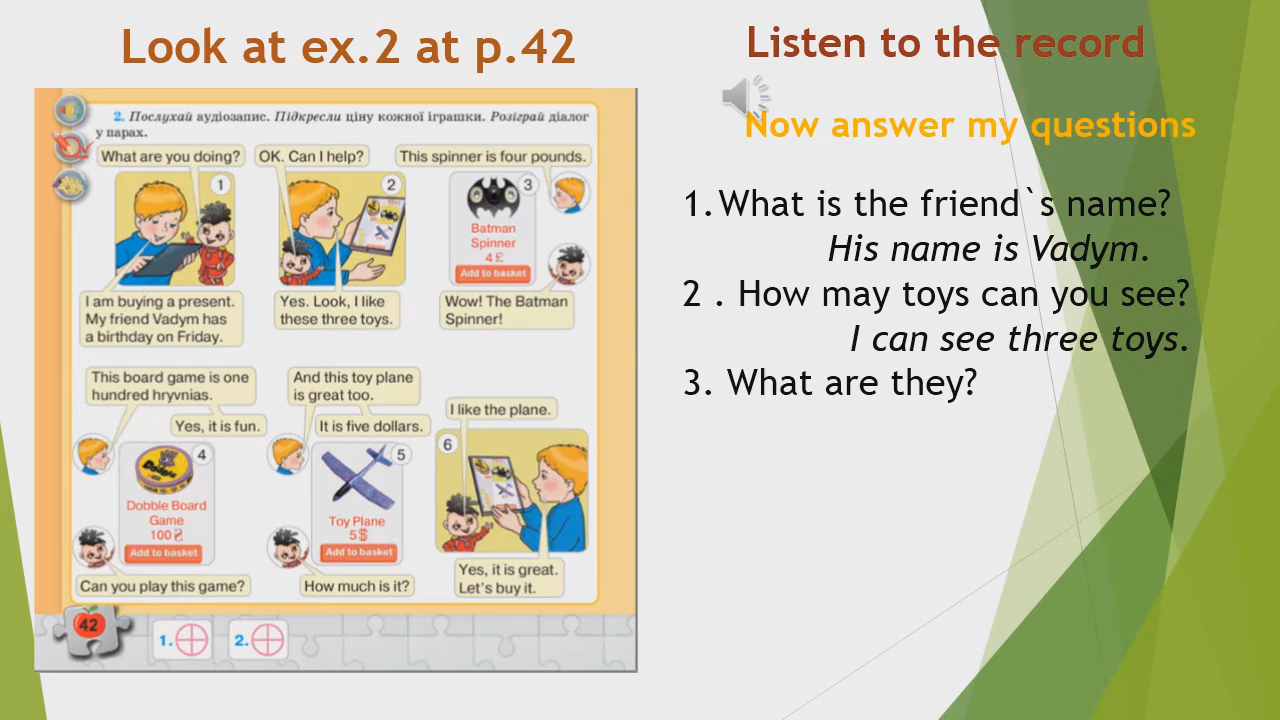 Look at ex.2 at p.42
2. Послухай аудіозапис. Підкресли ціну кожної іграшки. Розіграй діалог
у парах.
What are you doing?
OK. Can I help?
This spinner is four pounds.
1
2
3
Batman
Spinner
4£
Add to basket
I am buying a present.
My friend Vadym has
a birthday on Friday.
Yes. Look, I like
these three toys.
Wow! The Batman
Spinner!
This board game is one
hundred hryvnias.
Yes, it is fun.
And this toy plane
is great too.
It is five dollars.
I like the plane.
4
5
6
Dobble
Dobble Board
Game
100₴
Add to basket
Toy Plane
5$
Add to basket
Can you play this game?
How much is it?
Yes, it is great.
Let's buy it.
42
1.
2.
Listen to the record
Now answer my questions
1. What is the friend`s name?
His name is Vadym.
2 . How may toys can you see?
I can see three toys.
3. What are they?